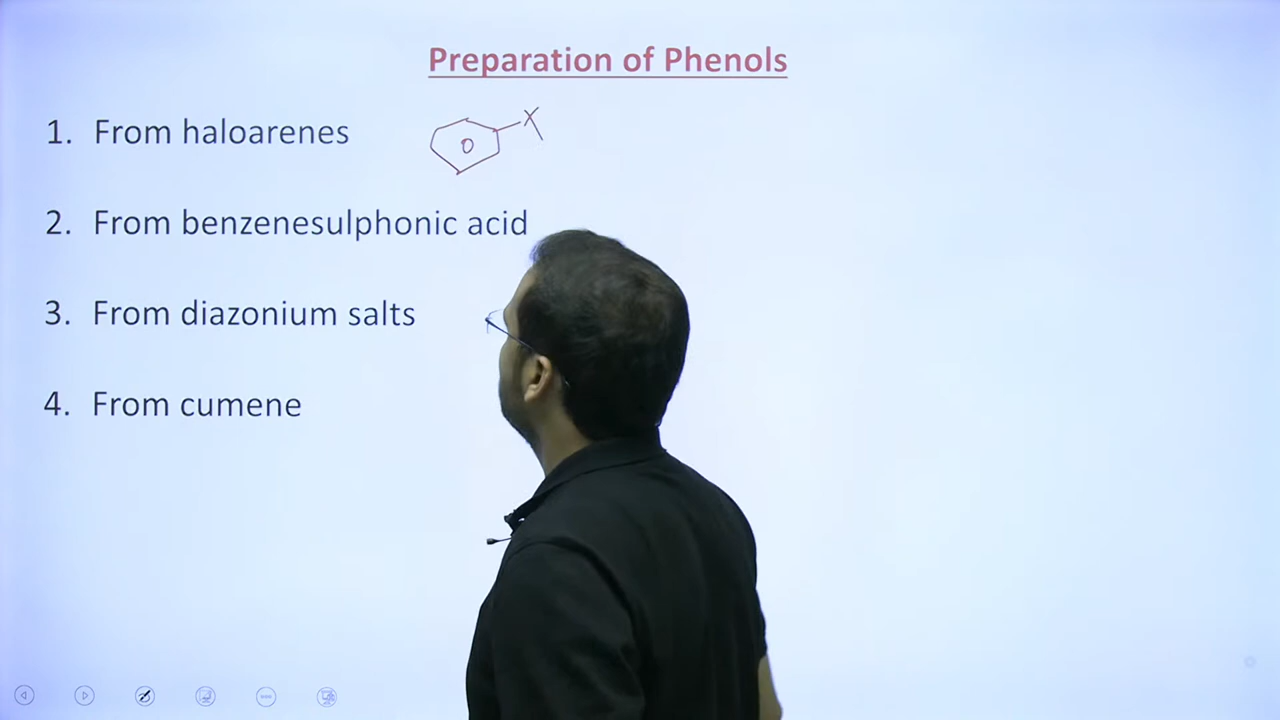 Preparation of Phenols
1. From haloarenes
X
2. From benzenesulphonic acid
3. From diazonium salts
4. From cumene